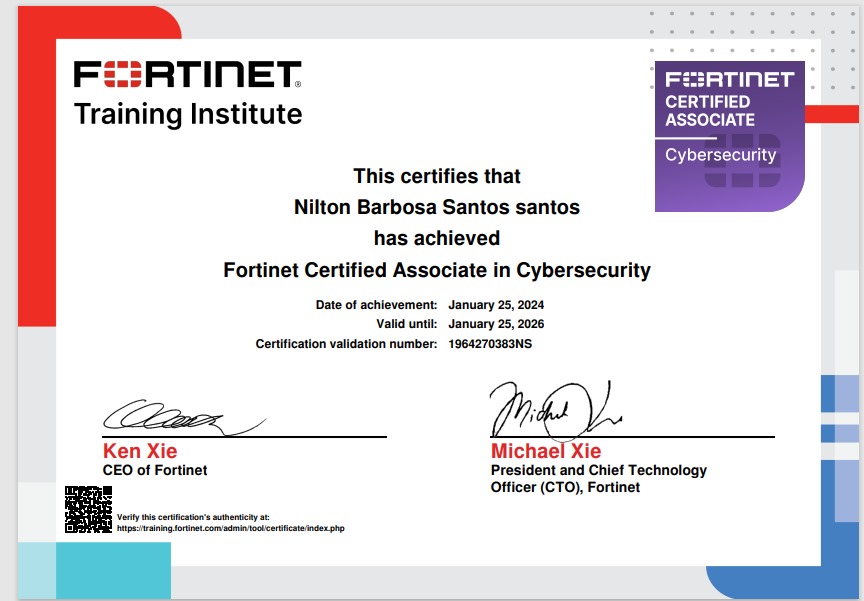 FORTINET®
Training Institute
FORTINET
CERTIFIED
ASSOCIATE
Cybersecurity
This certifies that
Nilton Barbosa Santos santos
has achieved
Fortinet Certified Associate in Cybersecurity
Date of achievement: January 25, 2024
Valid until: January 25, 2026
Certification validation number: 1964270383NS
Ken Xie
CEO of Fortinet
Michael Xie
President and Chief Technology
Officer (CTO), Fortinet
Verify this certification's authenticity at:
https://training.fortinet.com/admin/tool/certificate/index.php